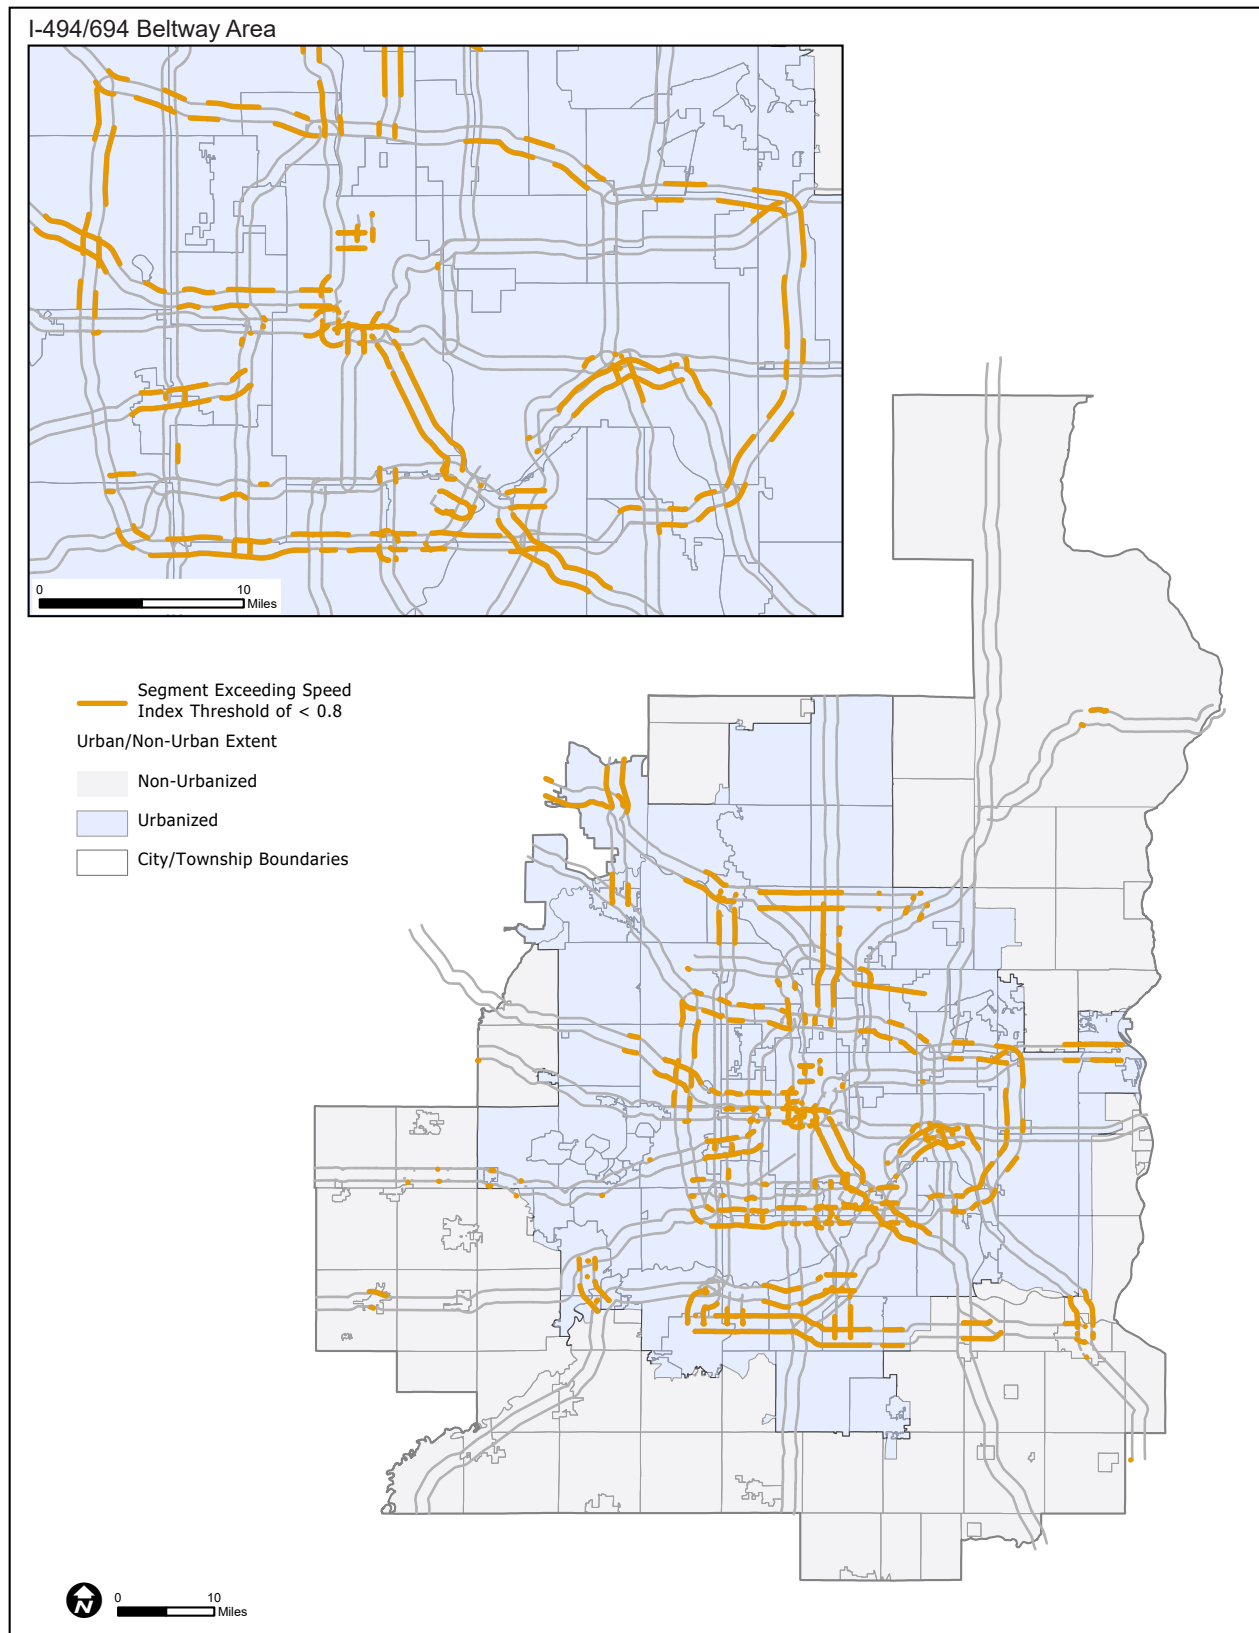 I-494/694 Beltway Area
0
10
Miles
Segment Exceeding Speed
Index Threshold of < 0.8
Urban/Non-Urban Extent
Non-Urbanized
Urbanized
City/Township Boundaries
N
0
10
Miles